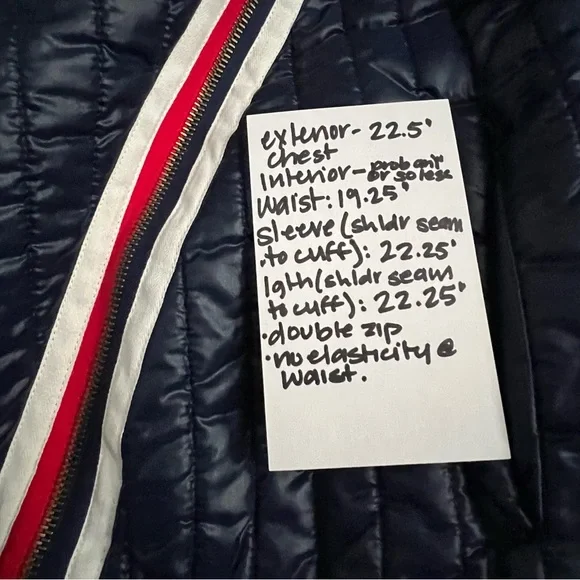 exterior- 22.5"
chest
Interior- prob an 1"
or so less
Waist: 19.25"
Sleeve (shldr seam
to cuff): 22.25"
lgth (shldr seam
to cuff): 22.25"
•double zip
•no elasticity @
waist.